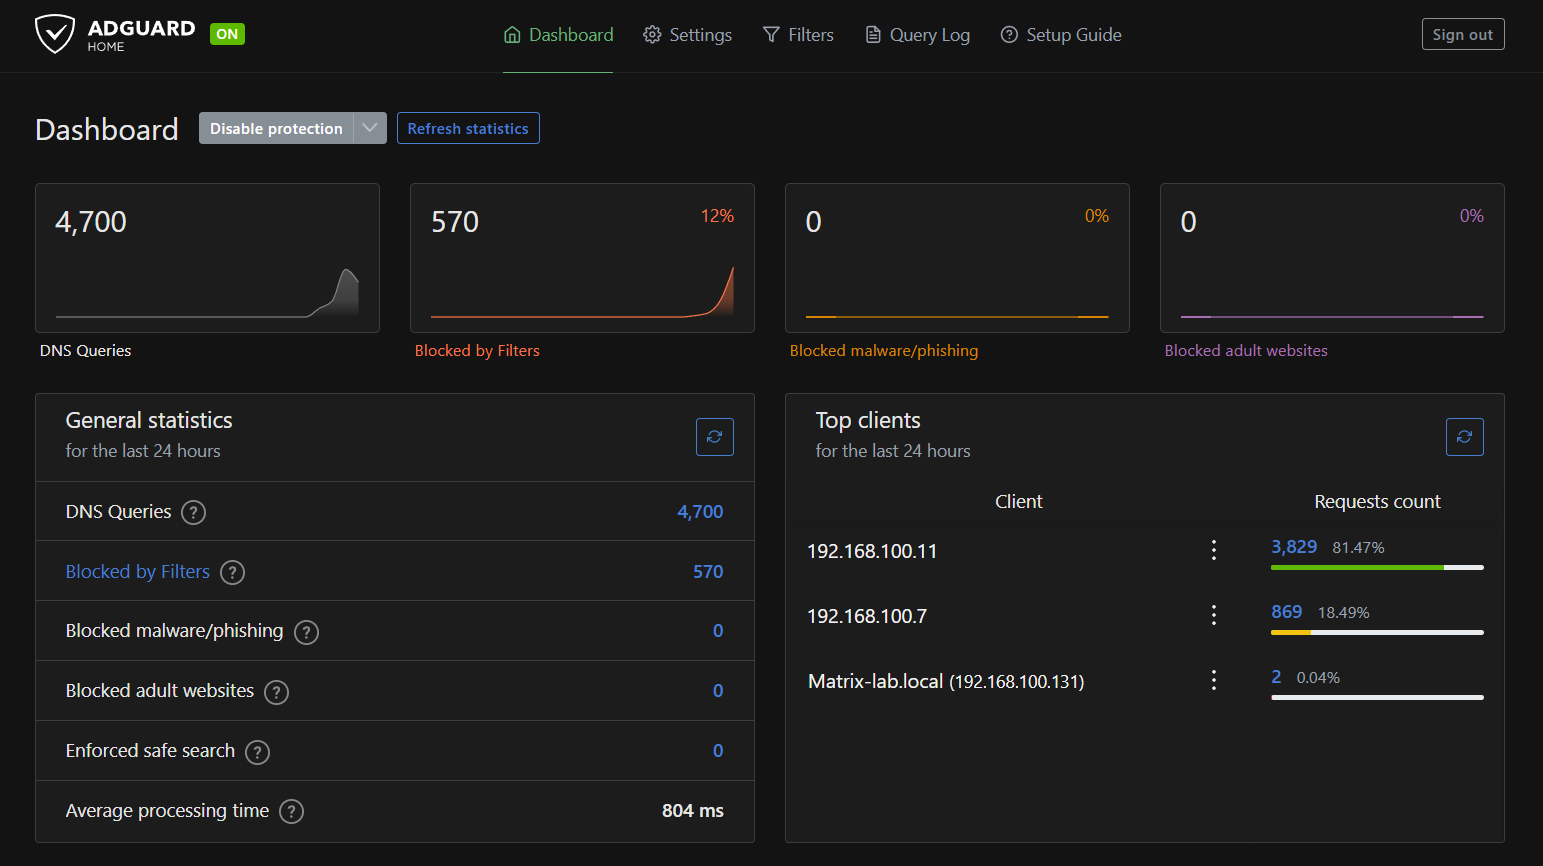 ADGUARD
HOME
ON
Dashboard
Settings
Filters
Query Log
Setup Guide
Sign out
Dashboard
Disable protection
Refresh statistics
4,700
DNS Queries
570
12%
Blocked by Filters
0
0%
Blocked malware/phishing
0
0%
Blocked adult websites
General statistics
for the last 24 hours
DNS Queries ? 4,700
Blocked by Filters ? 570
Blocked malware/phishing ? 0
Blocked adult websites ? 0
Enforced safe search ? 0
Average processing time ? 804 ms
Top clients
for the last 24 hours
Client Requests count
192.168.100.11 3,829 81.47%
192.168.100.7 869 18.49%
Matrix-lab.local (192.168.100.131) 2 0.04%